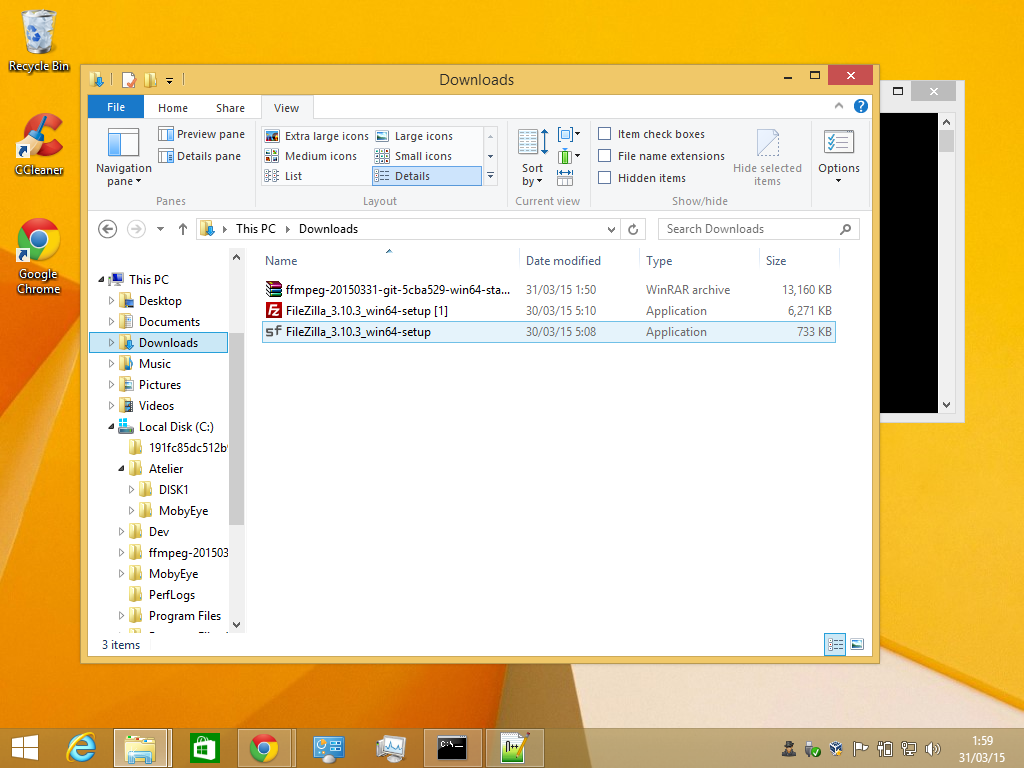 Recycle Bin
CCleaner
Google
Chrome
Downloads
File
Home
Share
View
Navigation
pane
Preview pane
Details pane
Panes
Extra large icons
Large icons
Medium icons
Small icons
List
Details
Layout
Sort
by
Current view
Item check boxes
File name extensions
Hidden items
Hide selected
items
Show/hide
Options
This PC
Downloads
Search Downloads
This PC
Desktop
Documents
Downloads
Music
Pictures
Videos
Local Disk (C:)
Atelier
DISK1
MobyEye
Dev
ffmpeg-201503
MobyEye
PerfLogs
Program Files
Name
Date modified
Type
Size
ffmpeg-20150331-git-5cba529-win64-sta... 31/03/15 1:50 WinRAR archive 13,160 KB
FileZilla_3.10.3_win64-setup [1] 30/03/15 5:10 Application 6,271 KB
FileZilla_3.10.3_win64-setup 30/03/15 5:08 Application 733 KB
3 items
1:59
31/03/15